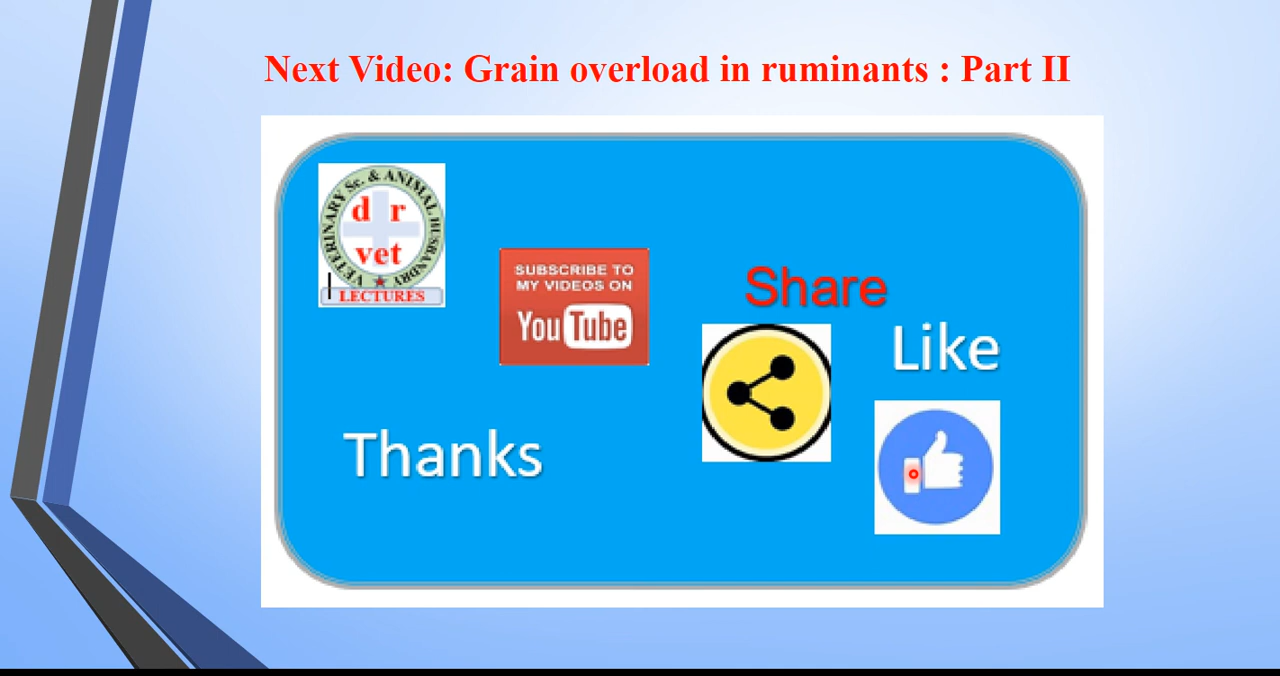 Next Video: Grain overload in ruminants : Part II
VETERINARY Sc. & ANIMAL HUSBANDRY
d r
vet
LECTURES
SUBSCRIBE TO
MY VIDEOS ON
YouTube
Share
Like
Thanks